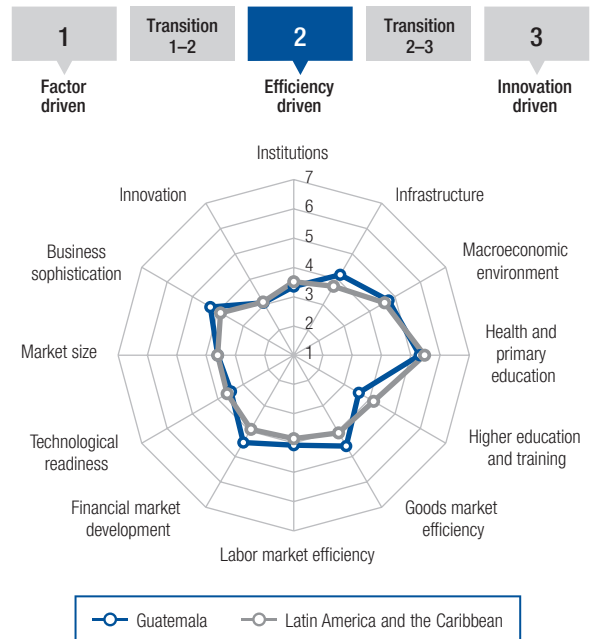 1
Transition
1–2
2
Transition
2–3
3
Factor
driven
Efficiency
driven
Innovation
driven
Institutions
Innovation
7
Infrastructure
6
Business
sophistication
5
Macroeconomic
environment
4
3
2
Market size
1
Health and
primary
education
Technological
readiness
Higher education
and training
Financial market
development
Goods market
efficiency
Labor market efficiency
Guatemala
Latin America and the Caribbean